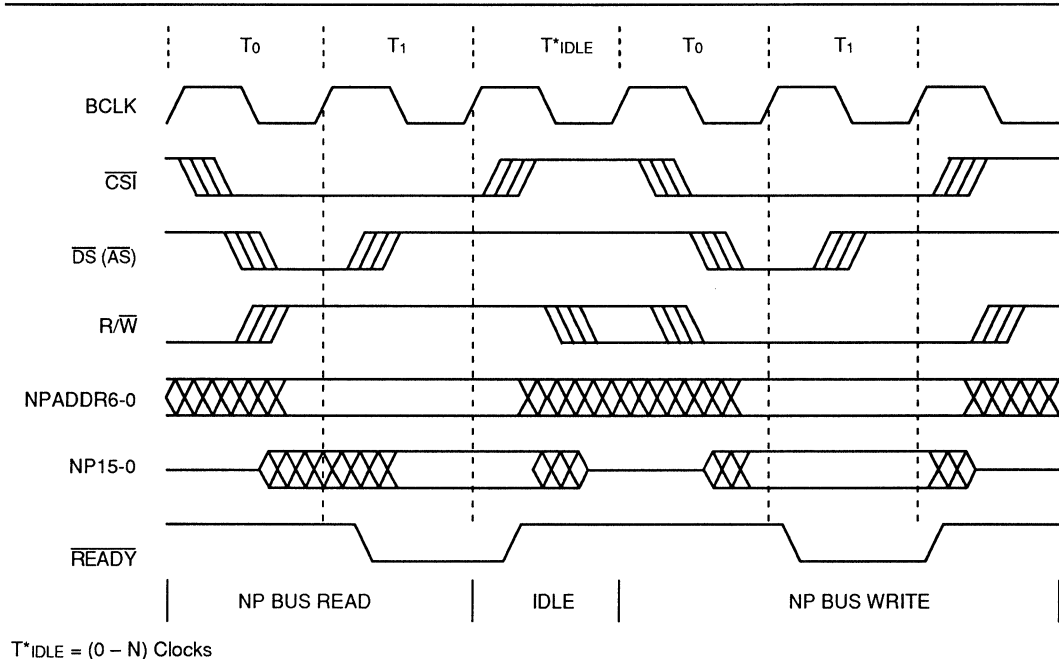 T0 T1 T*IDLE T0 T1
BCLK
CSI
DS (AS)
R/W
NPADDR6-0
NP15-0
READY
NP BUS READ IDLE NP BUS WRITE
T*IDLE = (0 – N) Clocks